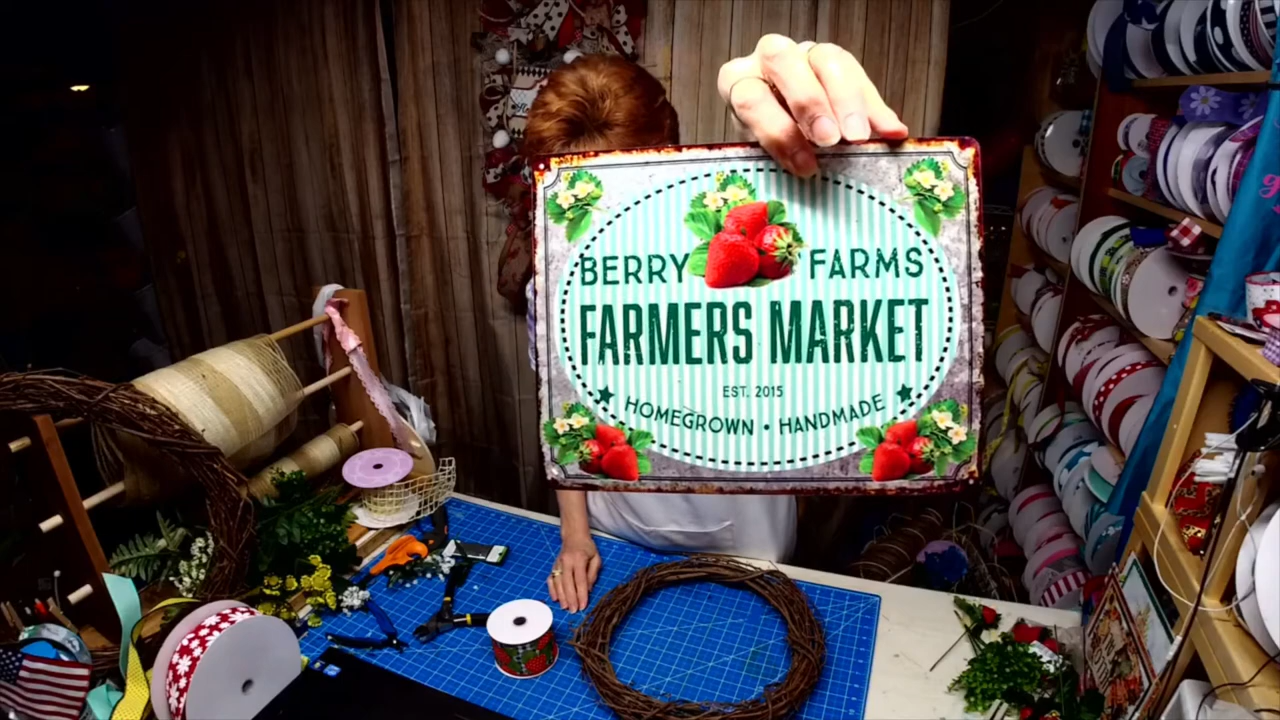 BERRY FARMS
FARMERS MARKET
EST. 2015
HOMEGROWN • HANDMADE